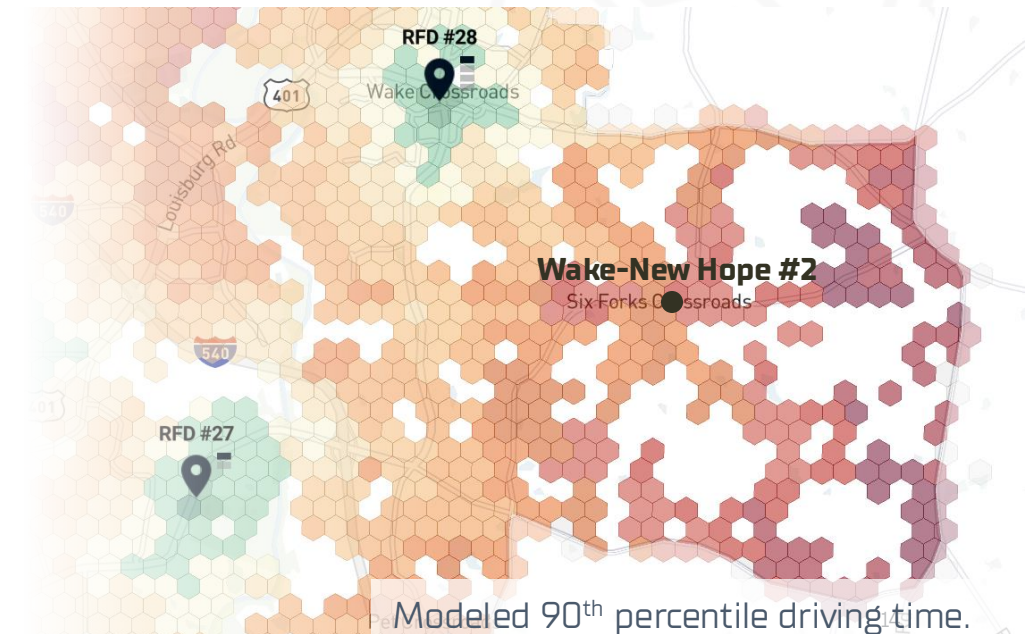 RFD #28
401
Wake Crossroads
Louisburg Rd
540
Wake-New Hope #2
Six Forks Crossroads
540
401
RFD #27
Modeled 90th percentile driving time.